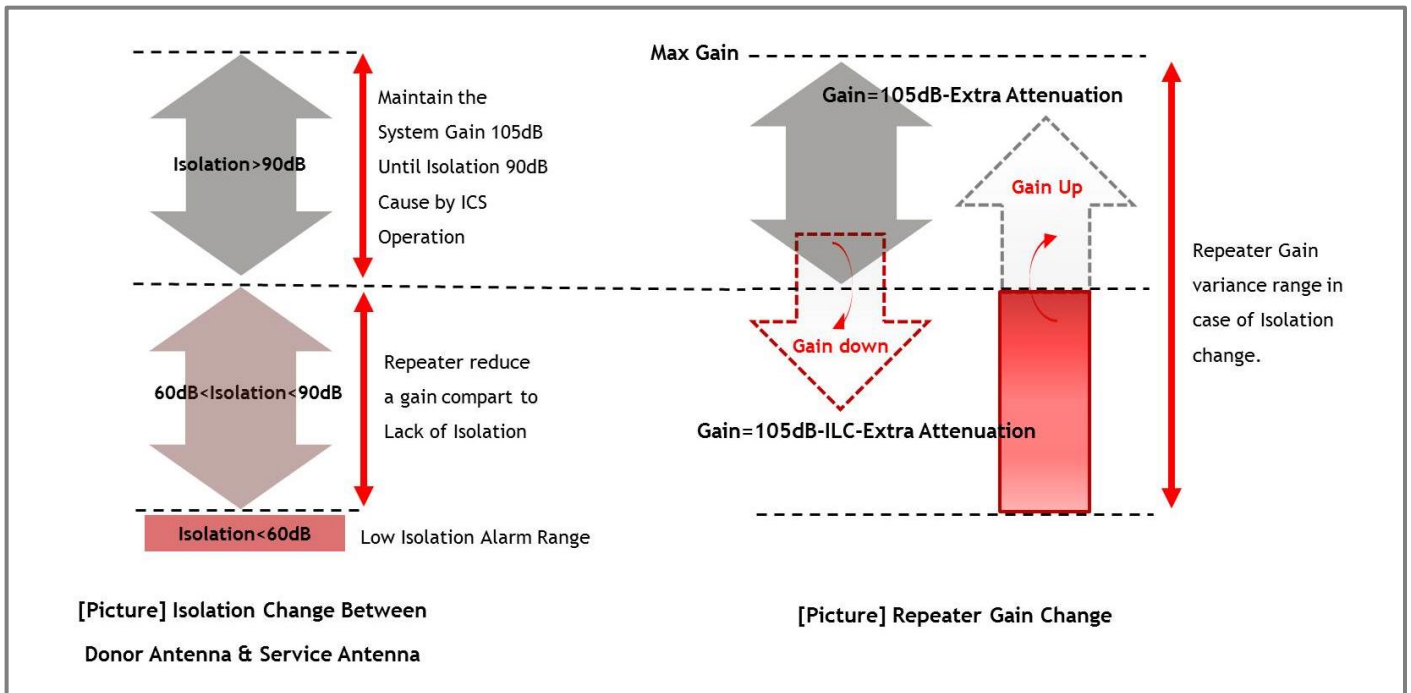 Isolation>90dB
Maintain the
System Gain 105dB
Until Isolation 90dB
Cause by ICS
Operation
60dB<Isolation<90dB
Repeater reduce
a gain compart to
Lack of Isolation
Isolation<60dB
Low Isolation Alarm Range
[Picture] Isolation Change Between
Donor Antenna & Service Antenna
Max Gain
Gain=105dB-Extra Attenuation
Gain Up
Gain down
Gain=105dB-ILC-Extra Attenuation
Repeater Gain
variance range in
case of Isolation
change.
[Picture] Repeater Gain Change